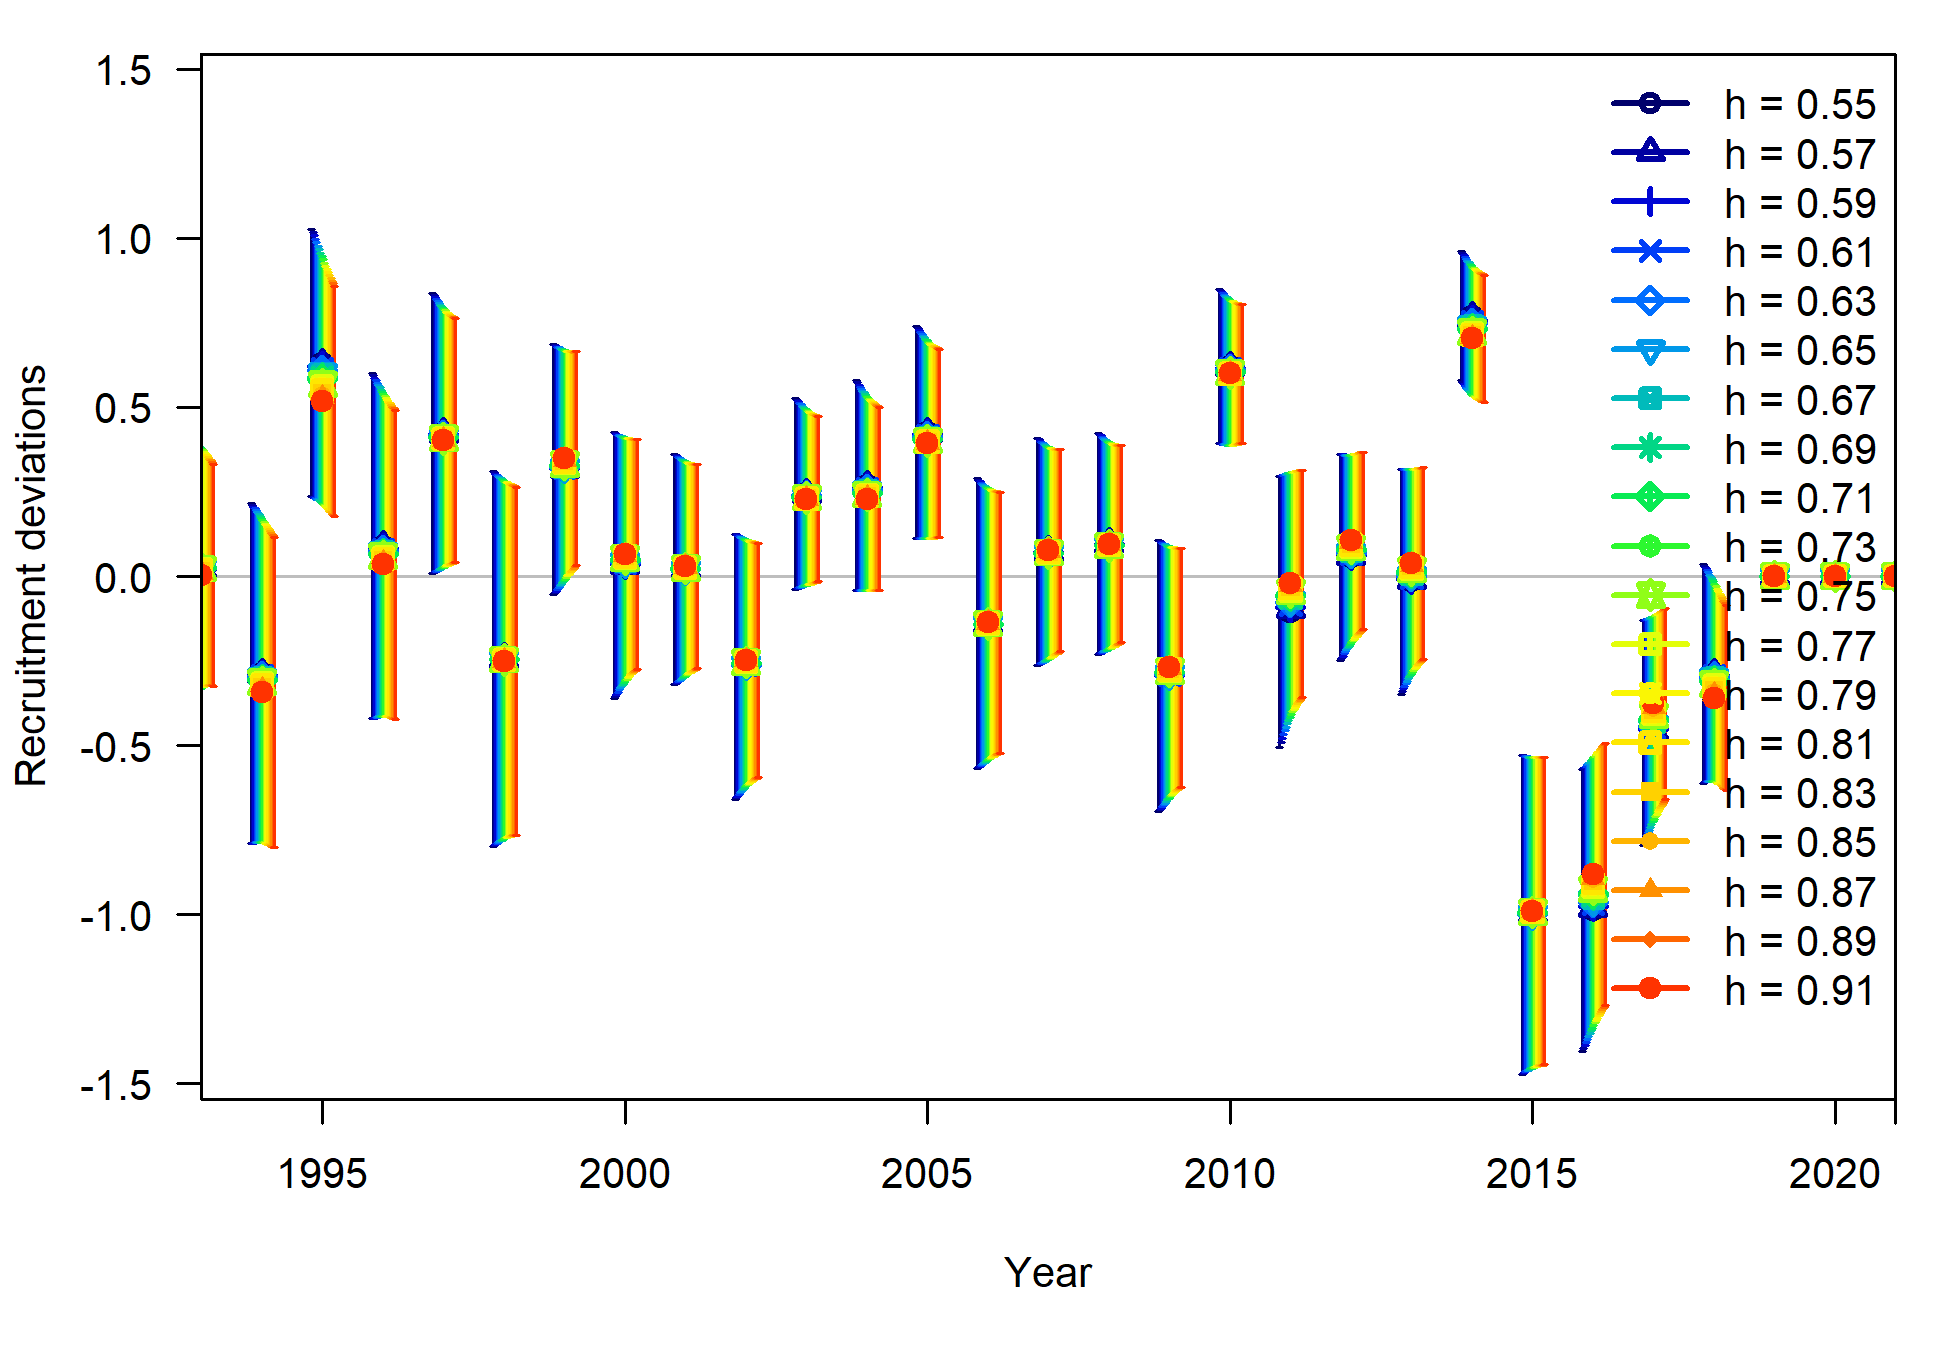 1.5
1.0
0.5
0.0
-0.5
-1.0
-1.5
Recruitment deviations
1995
2000
2005
2010
2015
2020
Year
h = 0.55
h = 0.57
h = 0.59
h = 0.61
h = 0.63
h = 0.65
h = 0.67
h = 0.69
h = 0.71
h = 0.73
h = 0.75
h = 0.77
h = 0.79
h = 0.81
h = 0.83
h = 0.85
h = 0.87
h = 0.89
h = 0.91